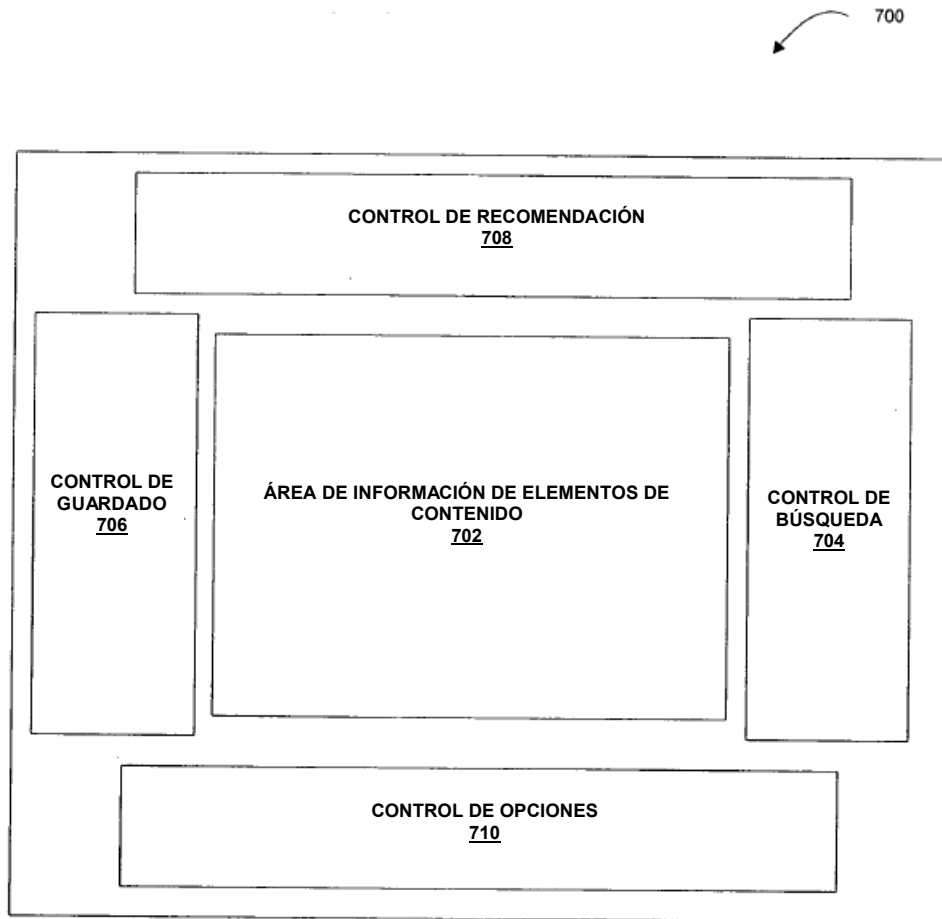 700
CONTROL DE RECOMENDACIÓN
708
CONTROL DE
GUARDADO
706
ÁREA DE INFORMACIÓN DE ELEMENTOS DE
CONTENIDO
702
CONTROL DE
BÚSQUEDA
704
CONTROL DE OPCIONES
710